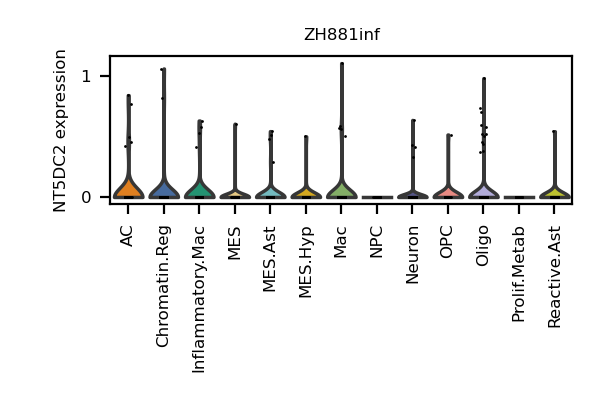 ZH881inf
NT5DC2 expression
1
0
AC
Chromatin.Reg
Inflammatory.Mac
MES
MES.Ast
MES.Hyp
Mac
NPC
Neuron
OPC
Oligo
Prolif.Metab
Reactive.Ast